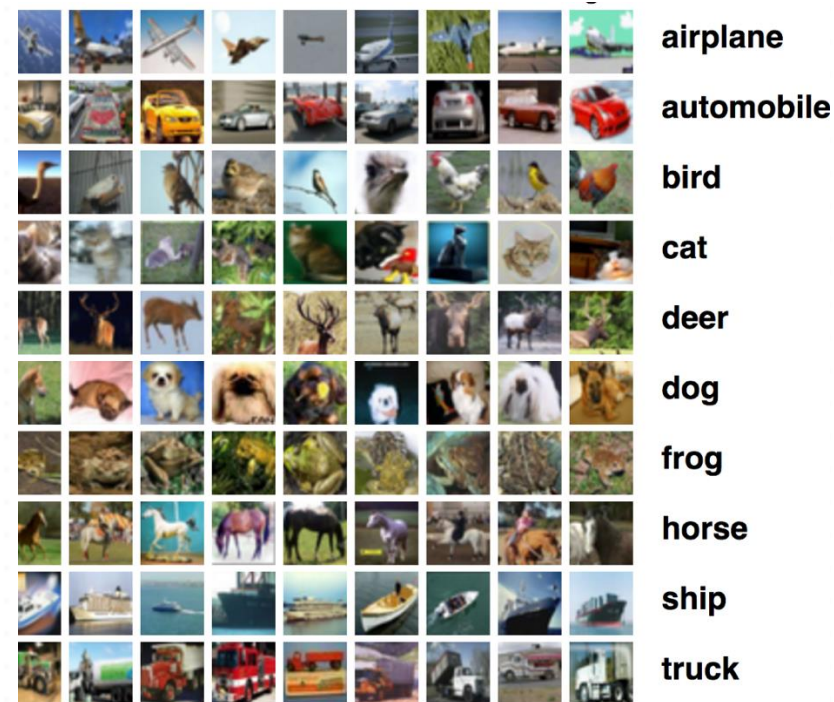 airplane
automobile
bird
cat
deer
dog
frog
horse
ship
truck